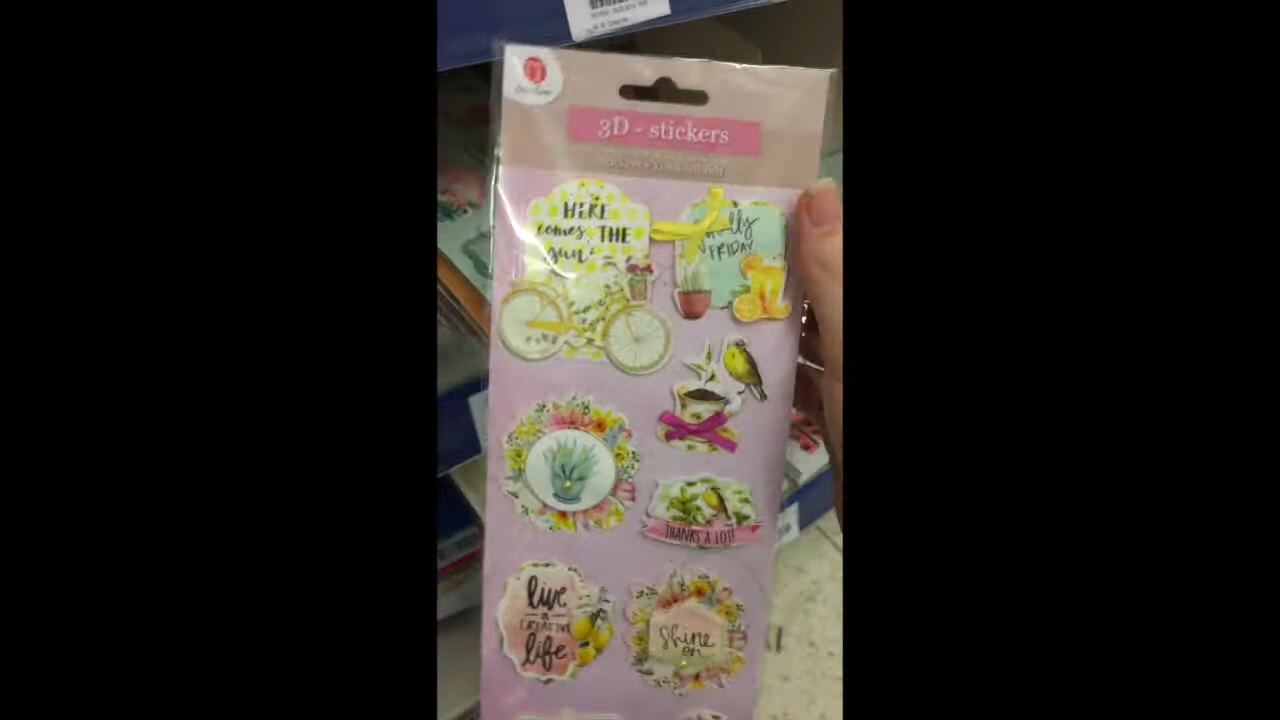 3D - stickers
HERE
comes THE
sun
FRIDAY
THANKS A LOT!
live
a
CREATIVE
life
shine
on